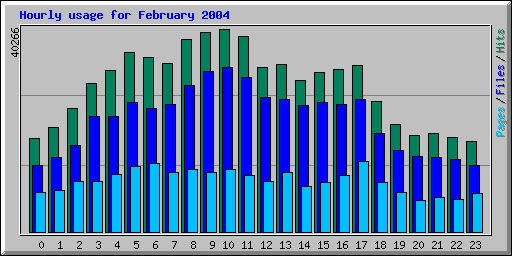 Hourly usage for February 2004
40266
Pages / Files / Hits
0 1 2 3 4 5 6 7 8 9 10 11 12 13 14 15 16 17 18 19 20 21 22 23